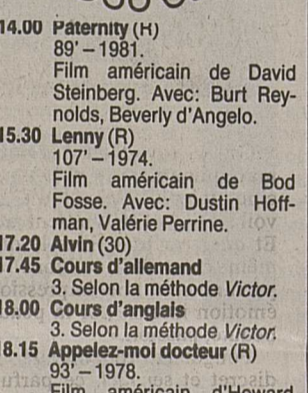 14.00 Paternity (R)
89' – 1981.
Film américain de David
Steinberg. Avec: Burt Rey-
nolds, Beverly d'Angelo.
15.30 Lenny (R)
107' – 1974.
Film américain de Bod
Fosse. Avec: Dustin Hoff-
man, Valérie Perrine.
17.20 Alvin (30)
17.45 Cours d'allemand
3. Selon la méthode Victor.
18.00 Cours d'anglais
3. Selon la méthode Victor.
18.15 Appelez-moi docteur (R)
93' – 1978.
Film américain d'Howard